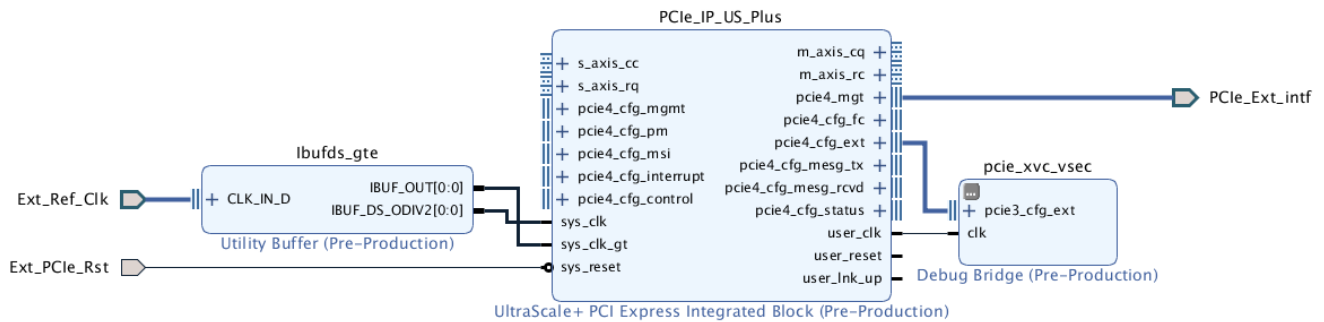 PCIe_IP_US_Plus
s_axis_cc
s_axis_rq
pcie4_cfg_mgmt
pcie4_cfg_pm
pcie4_cfg_msi
pcie4_cfg_interrupt
pcie4_cfg_control
sys_clk
sys_clk_gt
sys_reset
m_axis_cq
m_axis_rc
pcie4_mgt
pcie4_cfg_fc
pcie4_cfg_ext
pcie4_cfg_mesg_tx
pcie4_cfg_mesg_rcvd
pcie4_cfg_status
user_clk
user_reset
user_lnk_up
UltraScale+ PCI Express Integrated Block (Pre-Production)
PCIe_Ext_intf
Ibufds_gte
Ext_Ref_Clk
CLK_IN_D
IBUF_OUT[0:0]
IBUF_DS_ODIV2[0:0]
Utility Buffer (Pre-Production)
Ext_PCIe_Rst
pcie_xvc_vsec
...
pcie3_cfg_ext
clk
Debug Bridge (Pre-Production)